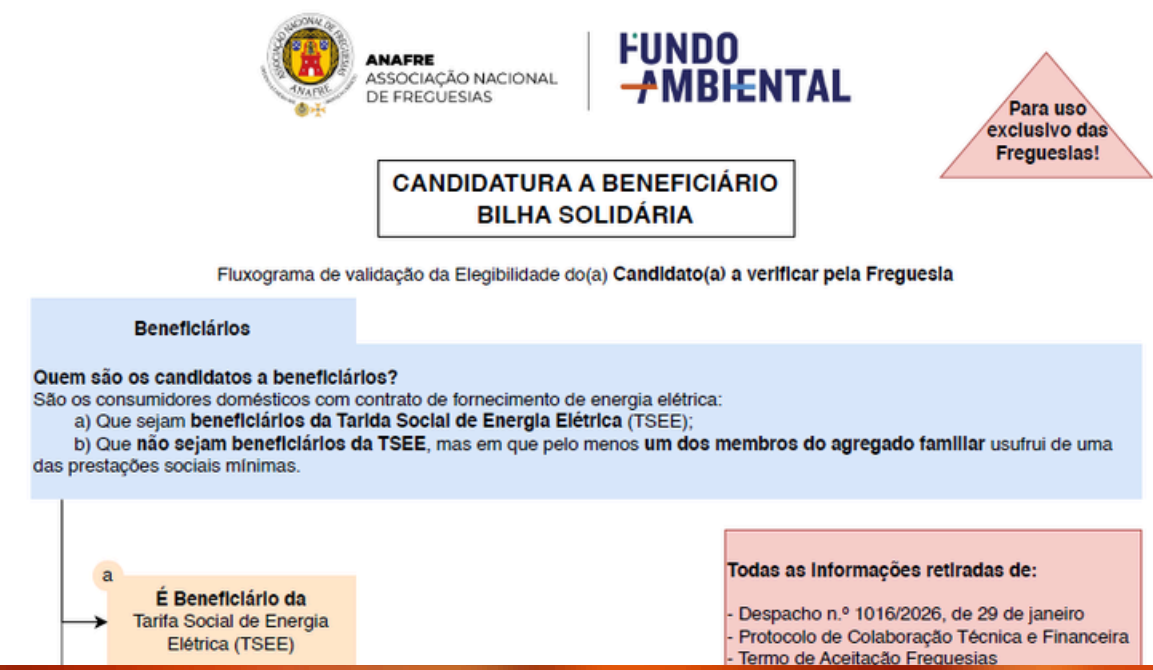 ANAFRE
ASSOCIAÇÃO NACIONAL
DE FREGUESIAS
FUNDO
AMBIENTAL
Para uso
exclusivo das
Freguesias!
CANDIDATURA A BENEFICIÁRIO
BILHA SOLIDÁRIA
Fluxograma de validação da Elegibilidade do(a) Candidato(a) a verificar pela Freguesia
Beneficiários
Quem são os candidatos a beneficiários?
São os consumidores domésticos com contrato de fornecimento de energia elétrica:
a) Que sejam beneficiários da Tarida Social de Energia Elétrica (TSEE);
b) Que não sejam beneficiários da TSEE, mas em que pelo menos um dos membros do agregado familiar usufrui de uma
das prestações sociais mínimas.
a
É Beneficiário da
Tarifa Social de Energia
Elétrica (TSEE)
Todas as informações retiradas de:
- Despacho n.º 1016/2026, de 29 de janeiro
- Protocolo de Colaboração Técnica e Financeira
- Termo de Aceitação Freguesias